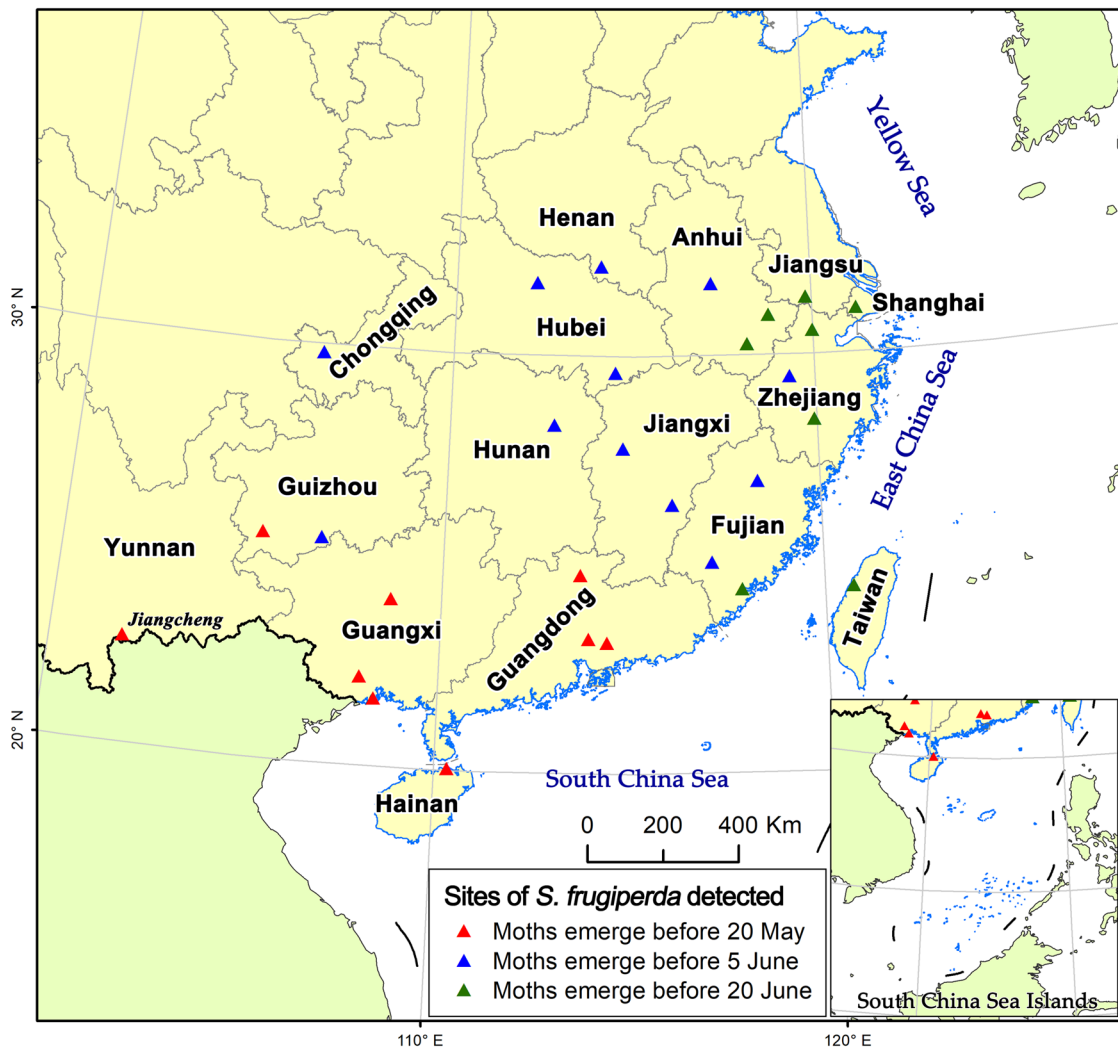 Yellow Sea
Henan
Anhui
Jiangsu
Shanghai
30° N
Chongqing
Hubei
East China Sea
Zhejiang
Jiangxi
Hunan
Guizhou
Fujian
Yunnan
Taiwan
Jiangcheng
Guangxi
Guangdong
20° N
South China Sea
Hainan
0 200 400 Km
Sites of S. frugiperda detected
Moths emerge before 20 May
Moths emerge before 5 June
Moths emerge before 20 June
South China Sea Islands
110° E
120° E